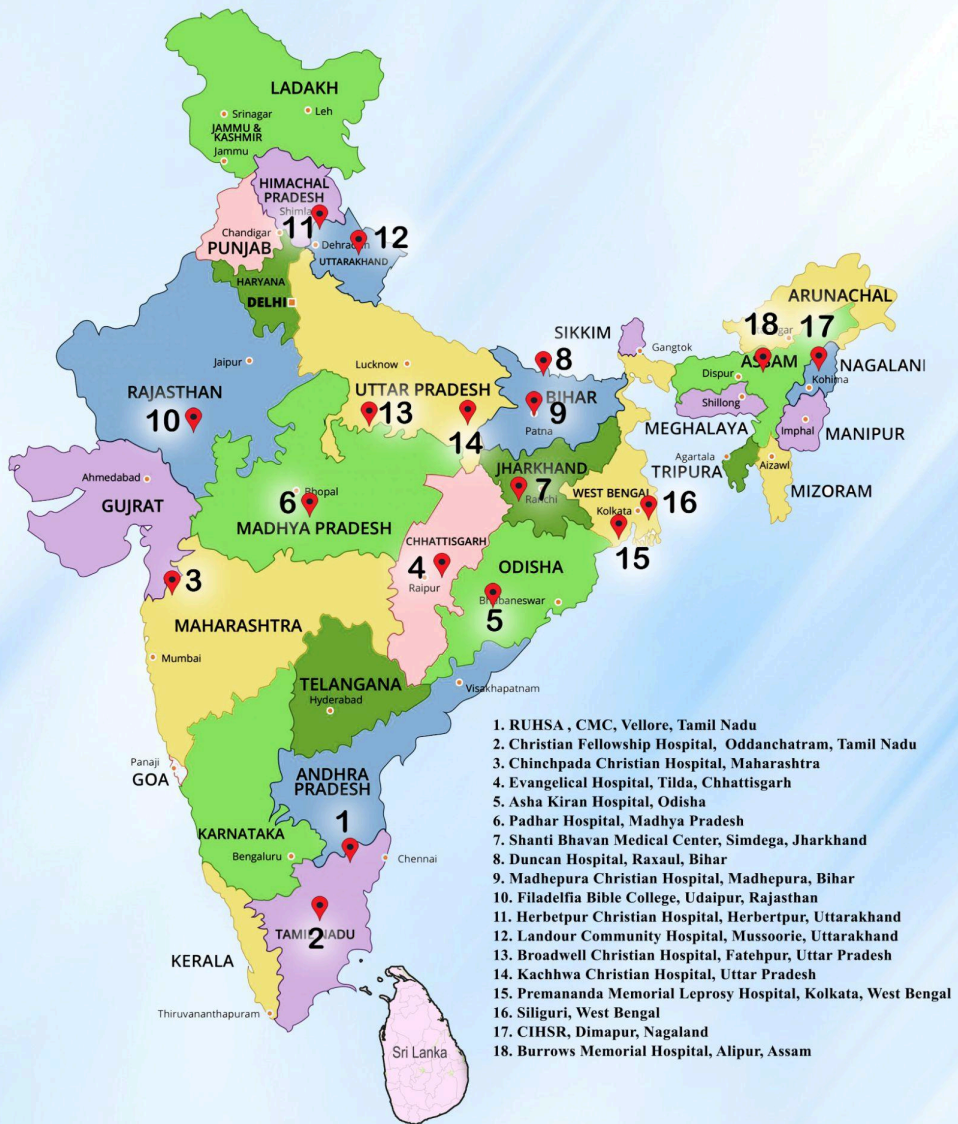 LADAKH
Srinagar
Leh
JAMMU &
KASHMIR
Jammu
HIMACHAL
PRADESH
Shimla
11
12
Chandigar
PUNJAB
Dehradun
UTTARAKHAND
HARYANA
DELHI
ARUNACHAL
18
17
SIKKIM
Gangtok
8
Jaipur
Lucknow
ASSAM
NAGALAN
Dispur
Kohima
RAJASTHAN
10
UTTAR PRADESH
13
BIHAR
9
Patna
Shillong
MEGHALAYA
Imphal
MANIPUR
14
Agartala
TRIPURA
Aizawl
MIZORAM
Ahmedabad
GUJRAT
JHARKHAND
7
Ranchi
WEST BENGAL
Kolkata
16
6
Bhopal
MADHYA PRADESH
15
CHHATTISGARH
4
Raipur
ODISHA
3
Bhubaneswar
5
MAHARASHTRA
Mumbai
TELANGANA
Hyderabad
Visakhapatnam
Panaji
GOA
ANDHRA
PRADESH
1
KARNATAKA
Bengaluru
Chennai
TAMIL NADU
2
KERALA
Thiruvananthapuram
Sri Lanka
1. RUHSA , CMC, Vellore, Tamil Nadu
2. Christian Fellowship Hospital, Oddanchatram, Tamil Nadu
3. Chinchpada Christian Hospital, Maharashtra
4. Evangelical Hospital, Tilda, Chhattisgarh
5. Asha Kiran Hospital, Odisha
6. Padhar Hospital, Madhya Pradesh
7. Shanti Bhavan Medical Center, Simdega, Jharkhand
8. Duncan Hospital, Raxaul, Bihar
9. Madhepura Christian Hospital, Madhepura, Bihar
10. Filadelfia Bible College, Udaipur, Rajasthan
11. Herbetpur Christian Hospital, Herbertpur, Uttarakhand
12. Landour Community Hospital, Mussoorie, Uttarakhand
13. Broadwell Christian Hospital, Fatehpur, Uttar Pradesh
14. Kachhwa Christian Hospital, Uttar Pradesh
15. Premananda Memorial Leprosy Hospital, Kolkata, West Bengal
16. Siliguri, West Bengal
17. CIHSR, Dimapur, Nagaland
18. Burrows Memorial Hospital, Alipur, Assam